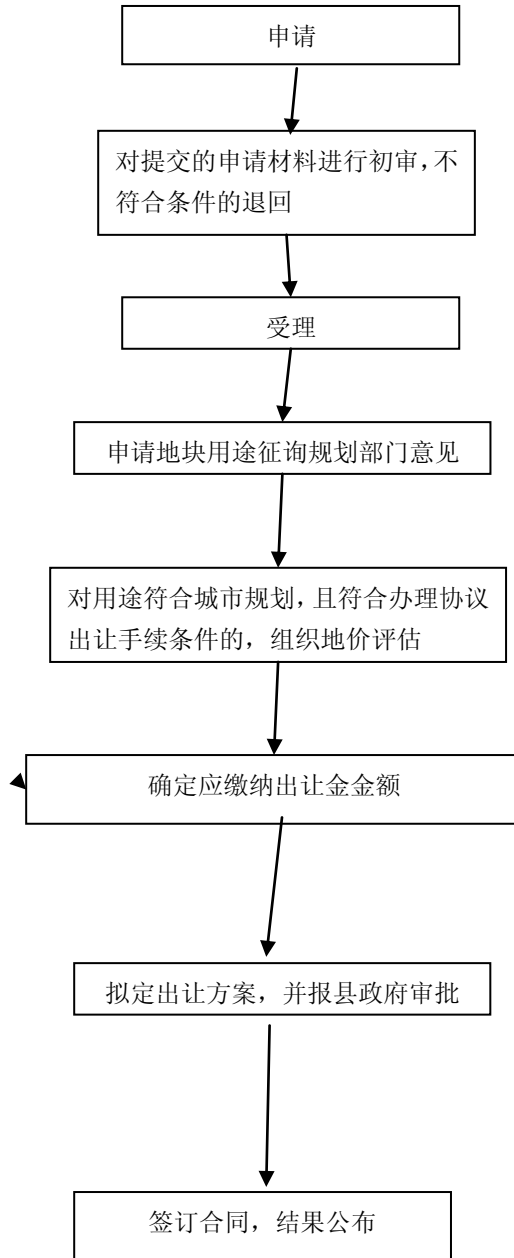 申请
对提交的申请材料进行初审，不
符合条件的退回
受理
申请地块用途征询规划部门意见
对用途符合城市规划，且符合办理协议
出让手续条件的，组织地价评估
确定应缴纳出让金金额
拟定出让方案，并报县政府审批
签订合同，结果公布